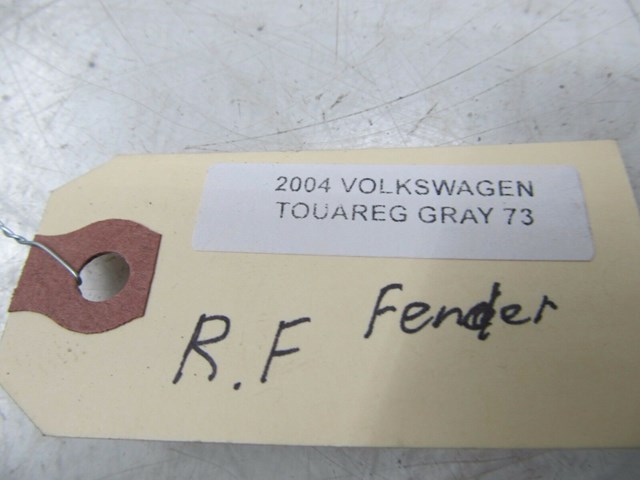 2004 VOLKSWAGEN
TOUAREG GRAY 73
R.F Fender